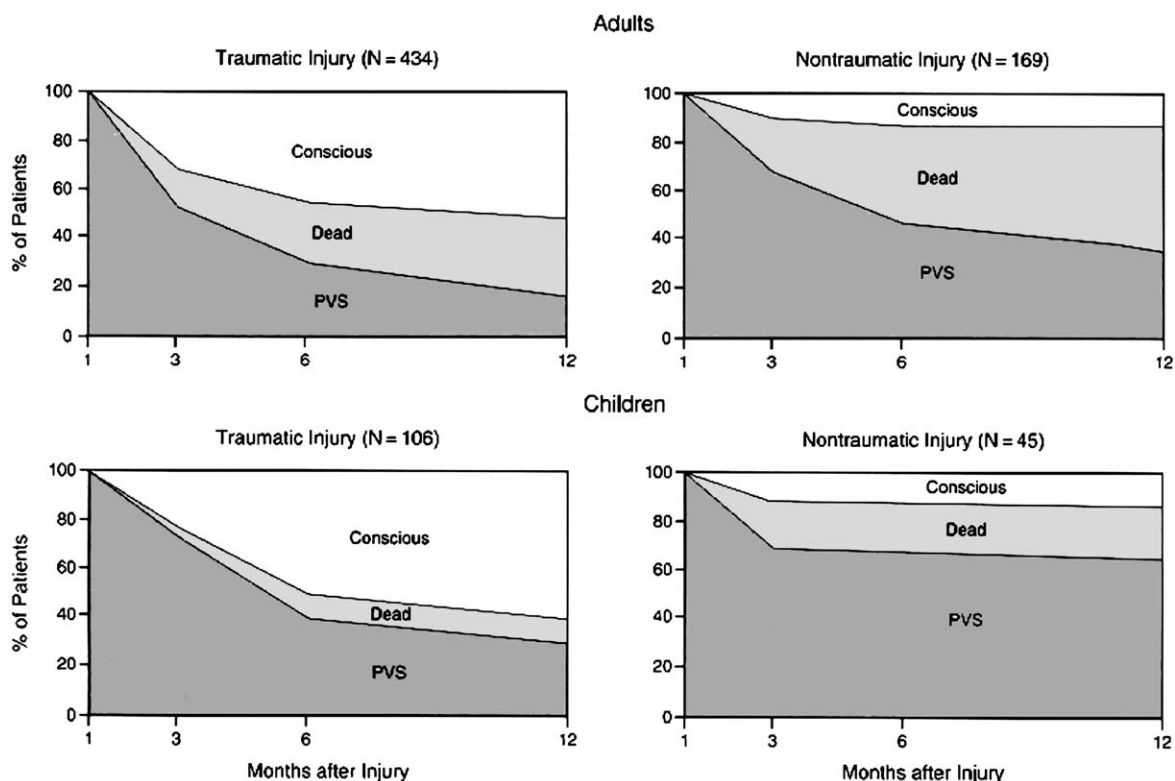 Adults
Traumatic Injury (N = 434)
100
80
60
40
20
0
% of Patients
Conscious
Dead
PVS
1 3 6 12
Nontraumatic Injury (N = 169)
100
80
60
40
20
0
Conscious
Dead
PVS
1 3 6 12
Children
Traumatic Injury (N = 106)
100
80
60
40
20
0
% of Patients
Conscious
Dead
PVS
1 3 6 12
Months after Injury
Nontraumatic Injury (N = 45)
100
80
60
40
20
0
Conscious
Dead
PVS
1 3 6 12
Months after Injury